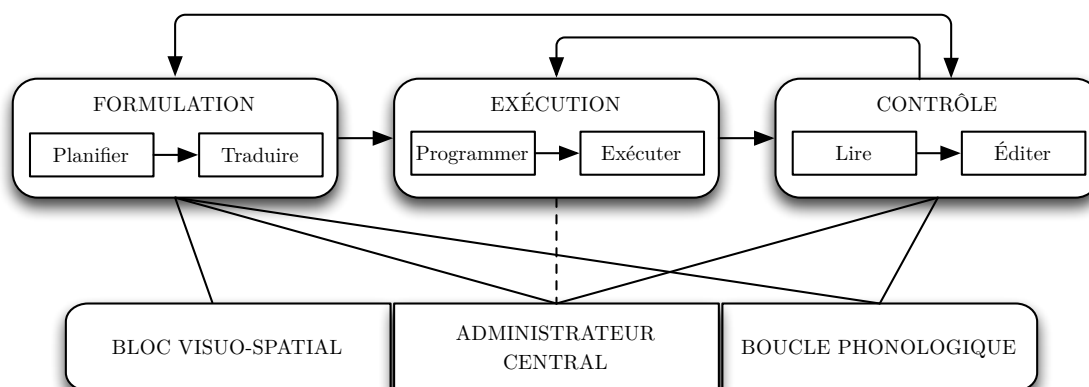 FORMULATION
Planifier
Traduire
EXÉCUTION
Programmer
Exécuter
CONTRÔLE
Lire
Éditer
BLOC VISUO-SPATIAL
ADMINISTRATEUR
CENTRAL
BOUCLE PHONOLOGIQUE